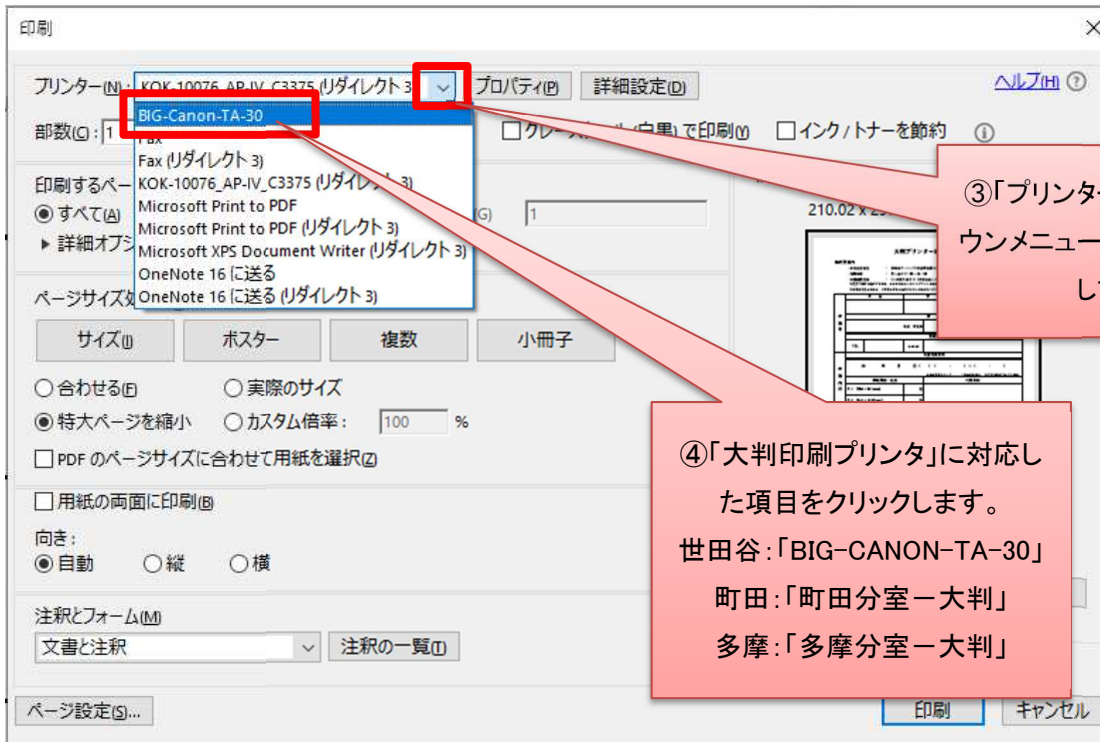 印刷
プリンター(N): KOK-10076_AP-IV_C3375 (リダイレクト 3 プロパティ(P) 詳細設定(D) ヘルプ(H)
BIG-Canon-TA-30
部数(C): 1 (白黒) で印刷(Y) インク / トナーを節約
Fax
Fax (リダイレクト 3)
KOK-10076_AP-IV_C3375 (リダイレクト 3)
Microsoft Print to PDF
Microsoft Print to PDF (リダイレクト 3)
Microsoft XPS Document Writer (リダイレクト 3)
OneNote 16 に送る
OneNote 16 に送る (リダイレクト 3)
印刷するペー
すべて(A) (G) 1
詳細オプシ
210.02 x
③「プリンター
ウンメニュー
し
ページサイズ
サイズ(I) ポスター 複数 小冊子
合わせる(F) 実際のサイズ
特大ページを縮小 カスタム倍率: 100 %
PDF のページサイズに合わせて用紙を選択(Z)
用紙の両面に印刷(B)
向き:
自動 縦 横
注釈とフォーム(M)
文書と注釈 注釈の一覧(T)
④「大判印刷プリンタ」に対応し
た項目をクリックします。
世田谷:「BIG-CANON-TA-30」
町田:「町田分室－大判」
多摩:「多摩分室－大判」
ページ設定(S)... 印刷 キャンセル